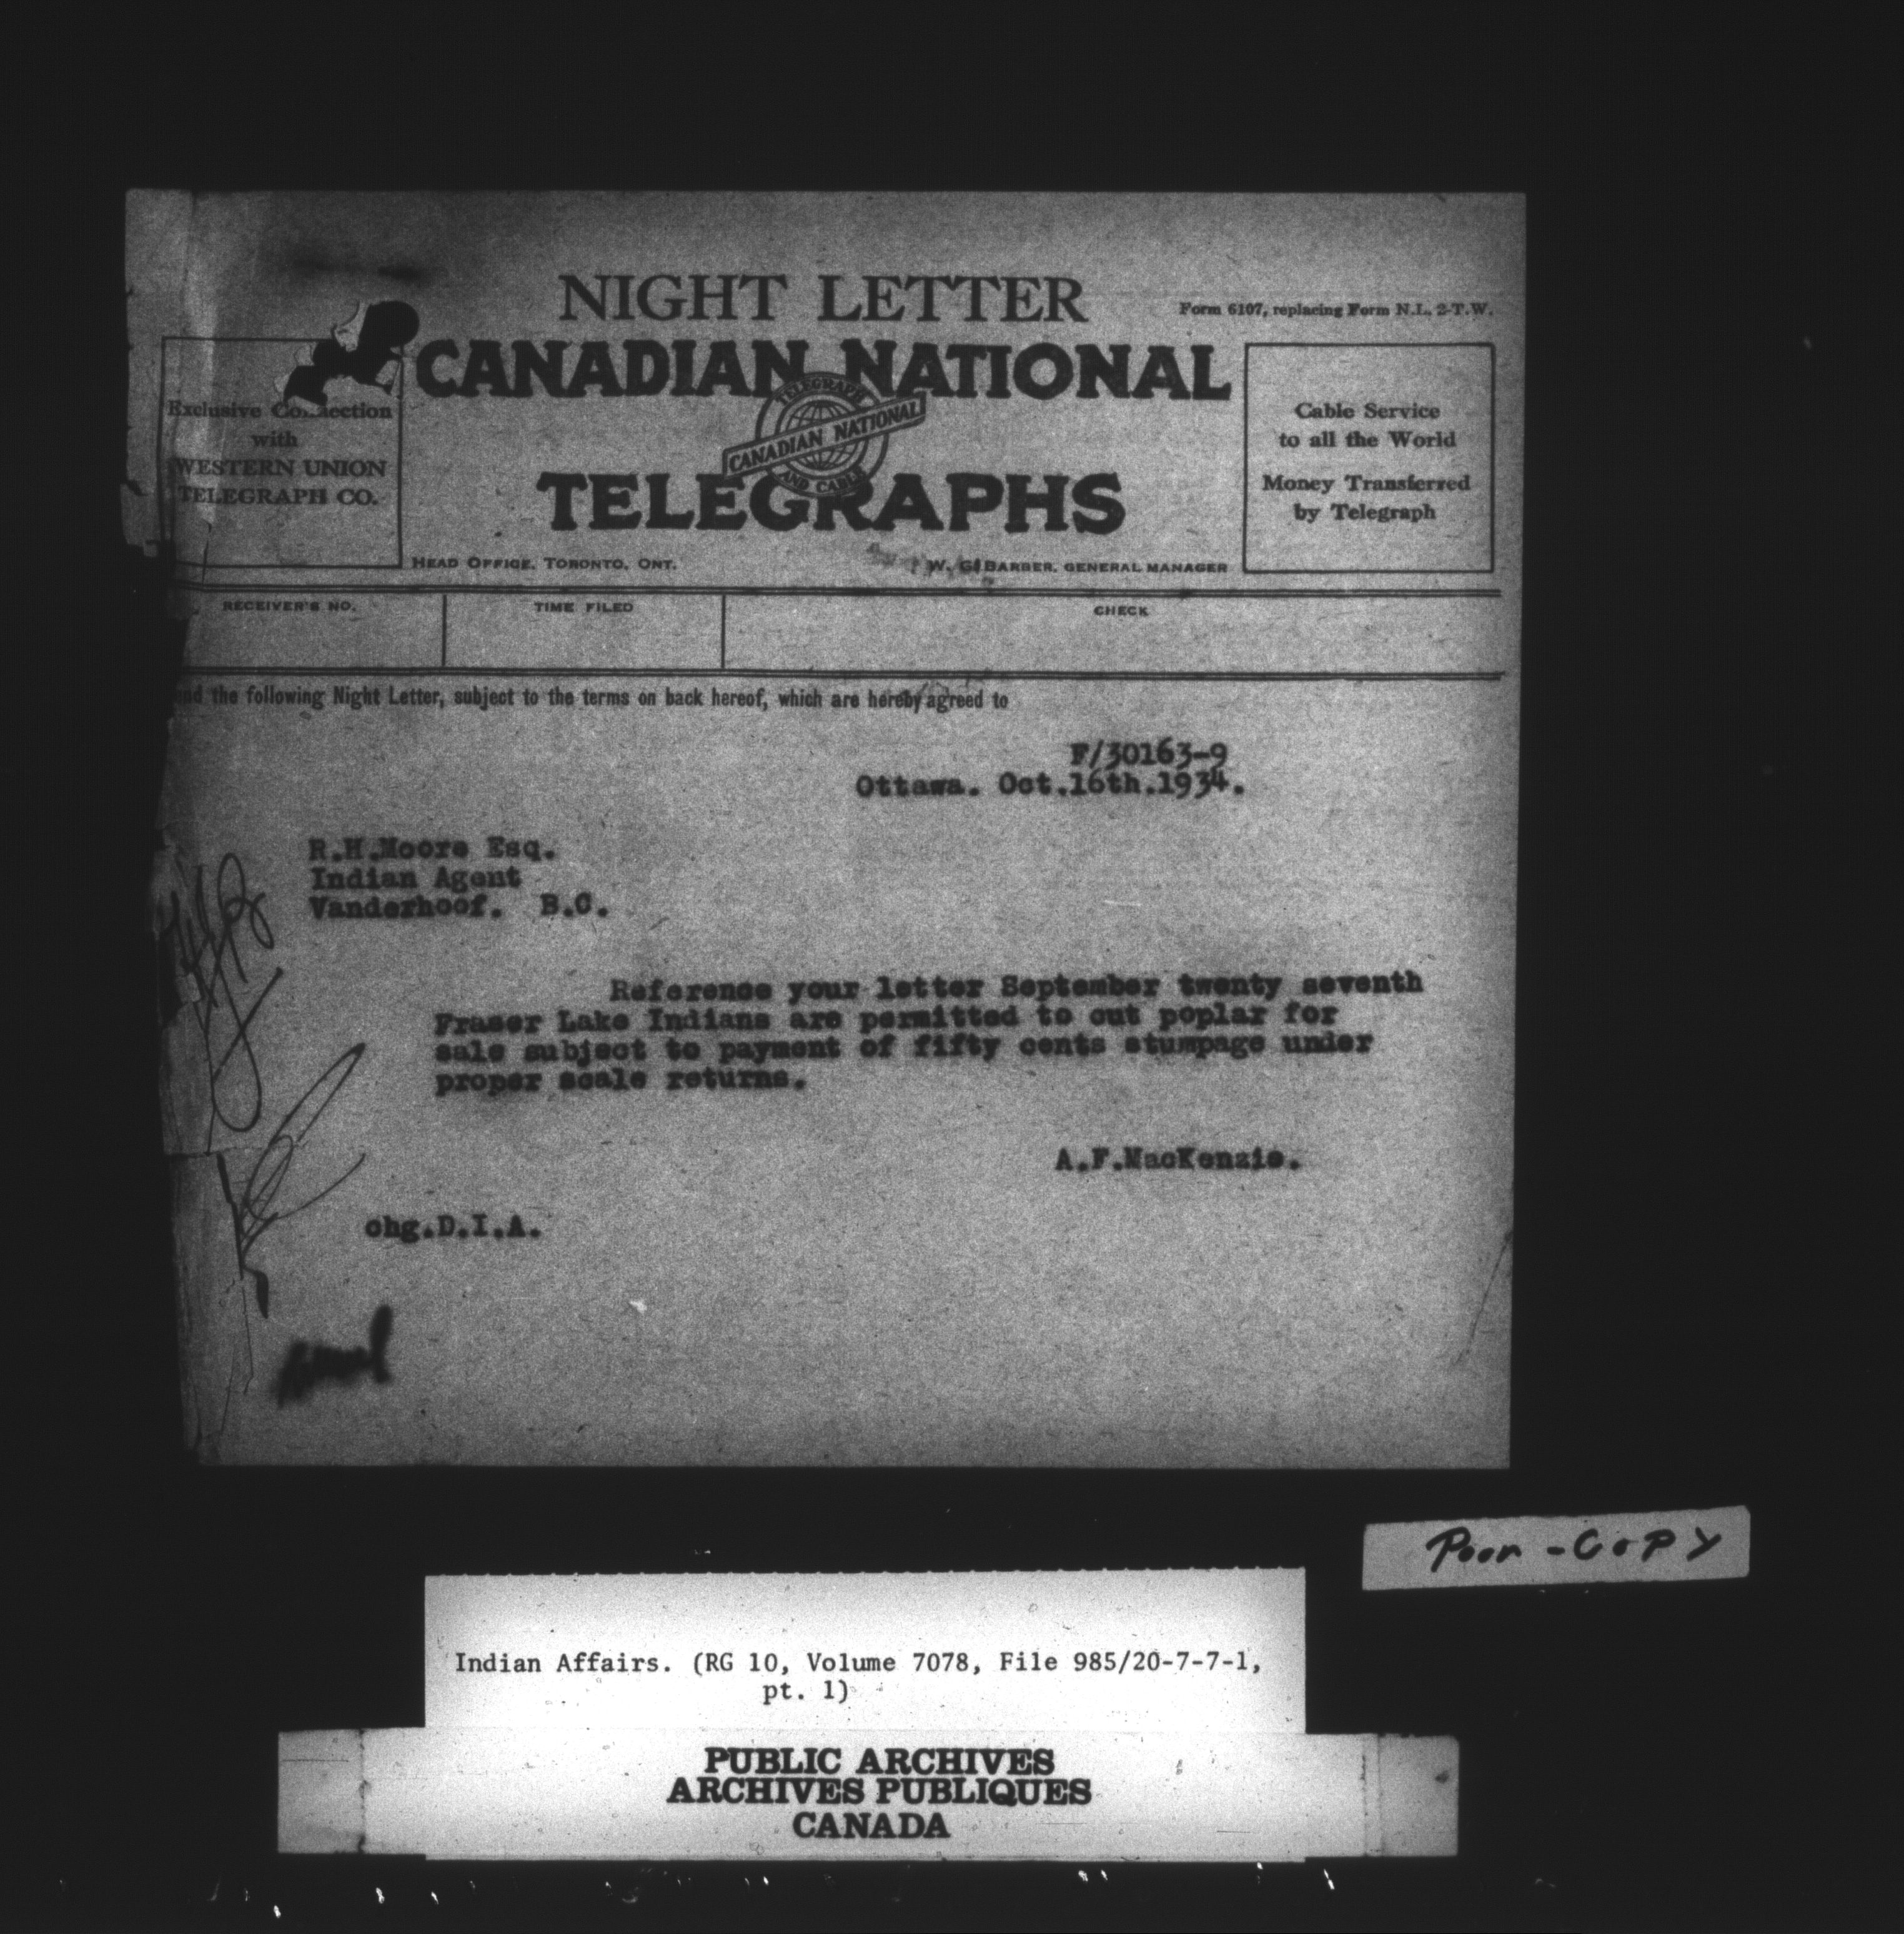 NIGHT LETTER
Form 6107, replacing Form N.L. 2-T.W.
CANADIAN NATIONAL
TELEGRAPH
CANADIAN NATIONAL
AND CABLE
TELEGRAPHS
Exclusive Connection
with
WESTERN UNION
TELEGRAPH CO.
Cable Service
to all the World
Money Transferred
by Telegraph
HEAD OFFICE, TORONTO, ONT.
W. G. BARBER, GENERAL MANAGER
RECEIVER'S NO.
TIME FILED
CHECK
the following Night Letter, subject to the terms on back hereof, which are hereby agreed to
F/30163-9
Ottawa. Oct.16th.1934.
R.H.Moore Esq.
Indian Agent
Vanderhoof. B.C.
Reference your letter September twenty seventh
Fraser Lake Indians are permitted to cut poplar for
sale subject to payment of fifty cents stumpage under
proper scale returns.
A.F.MacKenzie.
chg.D.I.A.
Poor - COPY
Indian Affairs. (RG 10, Volume 7078, File 985/20-7-7-1,
pt. 1)
PUBLIC ARCHIVES
ARCHIVES PUBLIQUES
CANADA